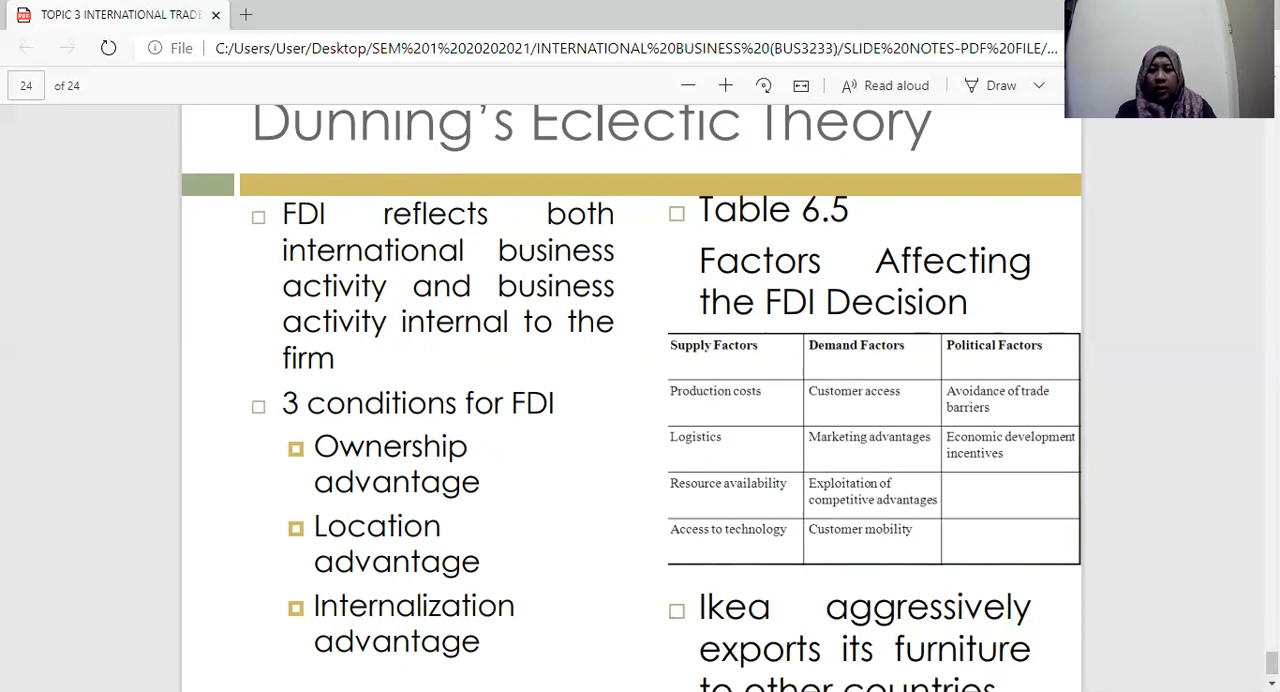 TOPIC 3 INTERNATIONAL TRADE
File
C:/Users/User/Desktop/SEM%201%2020202021/INTERNATIONAL%20BUSINESS%20(BUS3233)/SLIDE%20NOTES-PDF%20FILE/...
24
of 24
Read aloud
Draw
Dunning's Eclectic Theory
FDI reflects both
international business
activity and business
activity internal to the
firm
3 conditions for FDI
Ownership
advantage
Location
advantage
Internalization
advantage
Table 6.5
Factors Affecting
the FDI Decision
Supply Factors
Demand Factors
Political Factors
Production costs
Customer access
Avoidance of trade
barriers
Logistics
Marketing advantages
Economic development
incentives
Resource availability
Exploitation of
competitive advantages
Access to technology
Customer mobility
Ikea aggressively
exports its furniture
to other countries